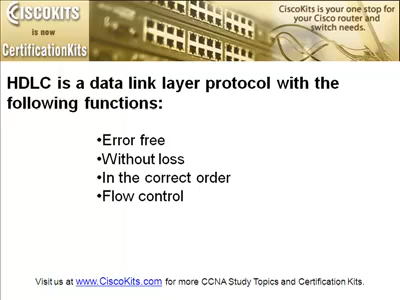 CISCOKITS
is now
CertificationKits
CiscoKits is your one stop for
your Cisco router and
switch needs.
HDLC is a data link layer protocol with the
following functions:
•Error free
•Without loss
•In the correct order
•Flow control
Visit us at www.CiscoKits.com for more CCNA Study Topics and Certification Kits.